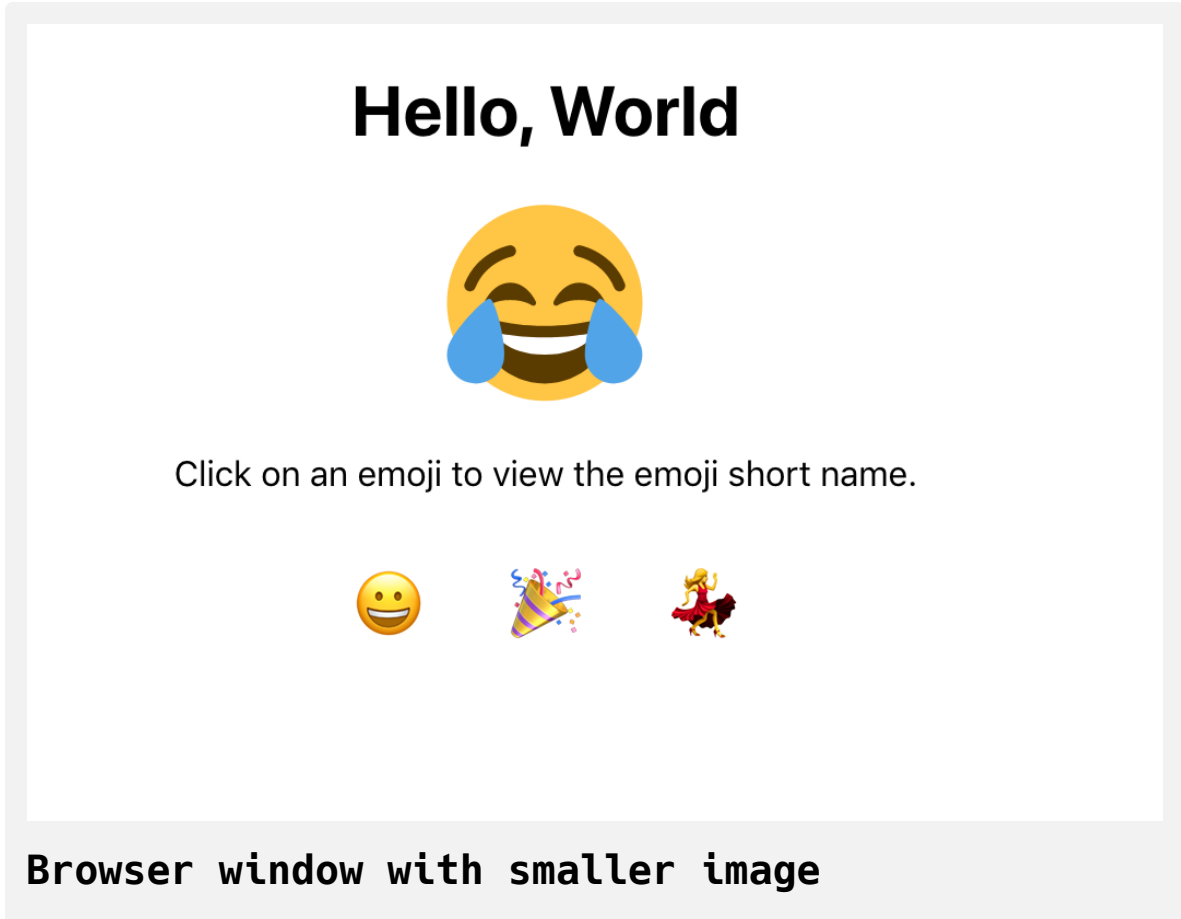 Hello, World
Click on an emoji to view the emoji short name.
Browser window with smaller image